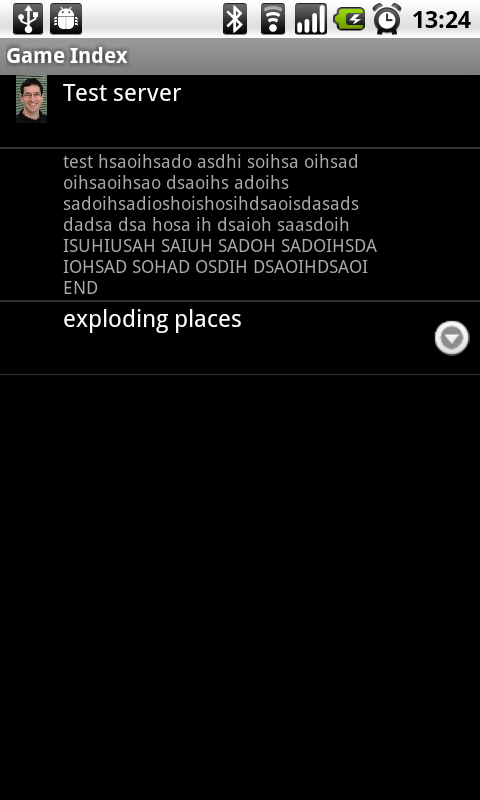 13:24
Game Index
Test server
test hsaoihsado asdhi soihsa oihsad
oihsaoihsao dsaoihs adoihs
sadoihsadioshoishosihdsaoisdasads
dadsa dsa hosa ih dsaioh saasdoih
ISUHIUSAH SAIUH SADOH SADOIHSDA
IOHSAD SOHAD OSDIH DSAOIHDSAOI
END
exploding places